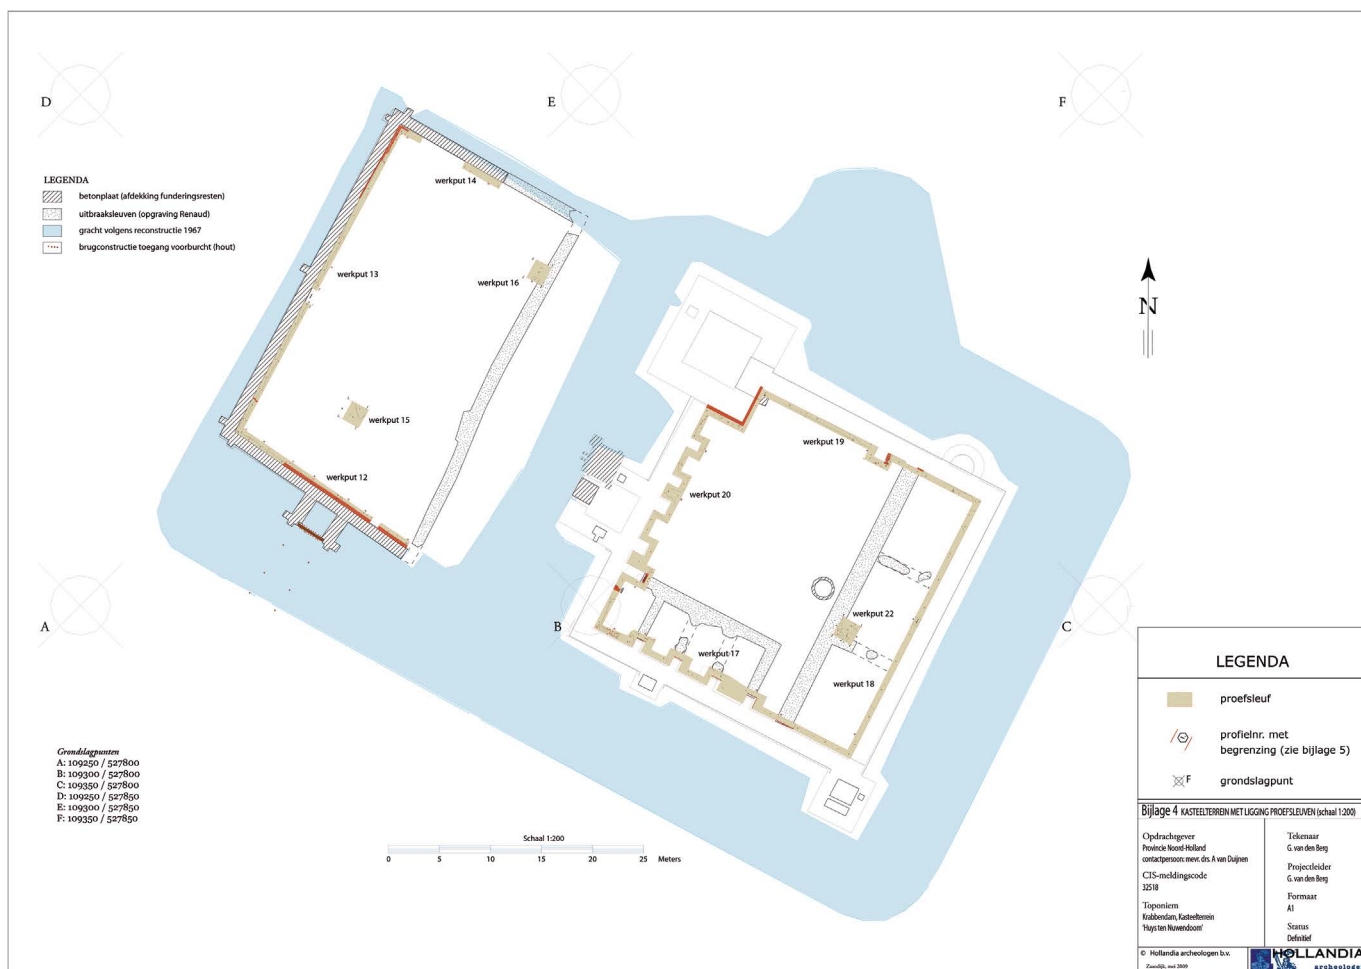 D
E
F
LEGENDA
betonplaat (afdekking funderingsresten)
uitbraaksleuven (opgraving Renaud)
gracht volgens reconstructie 1967
brugconstructie toegang voorburcht (hout)
werkput 14
werkput 13
werkput 16
N
werkput 15
werkput 19
werkput 12
werkput 20
werkput 22
A
B
C
werkput 17
werkput 18
Grondslagpunten
A: 109250 / 527800
B: 109300 / 527800
C: 109350 / 527800
D: 109250 / 527850
E: 109300 / 527850
F: 109350 / 527850
Schaal 1:200
0 5 10 15 20 25 Meters
LEGENDA
proefsleuf
profielnr. met
begrenzing (zie bijlage 5)
F grondslagpunt
Bijlage 4 KASTEELTERREIN MET LIGGING PROEFSLEUVEN (schaal 1:200)
Opdrachtgever
Provincie Noord-Holland
contactpersoon: mevr. drs. A van Duijnen
CIS-meldingscode
32518
Toponiem
Krabbendam, Kasteelterrein
'Huys ten Nuwendoorn'
Tekenaar
G. van den Berg
Projectleider
G. van den Berg
Formaat
A1
Status
Definitief
© Hollandia archeologen b.v.
Zaandijk, mei 2009
HOLLANDIA
archeologe